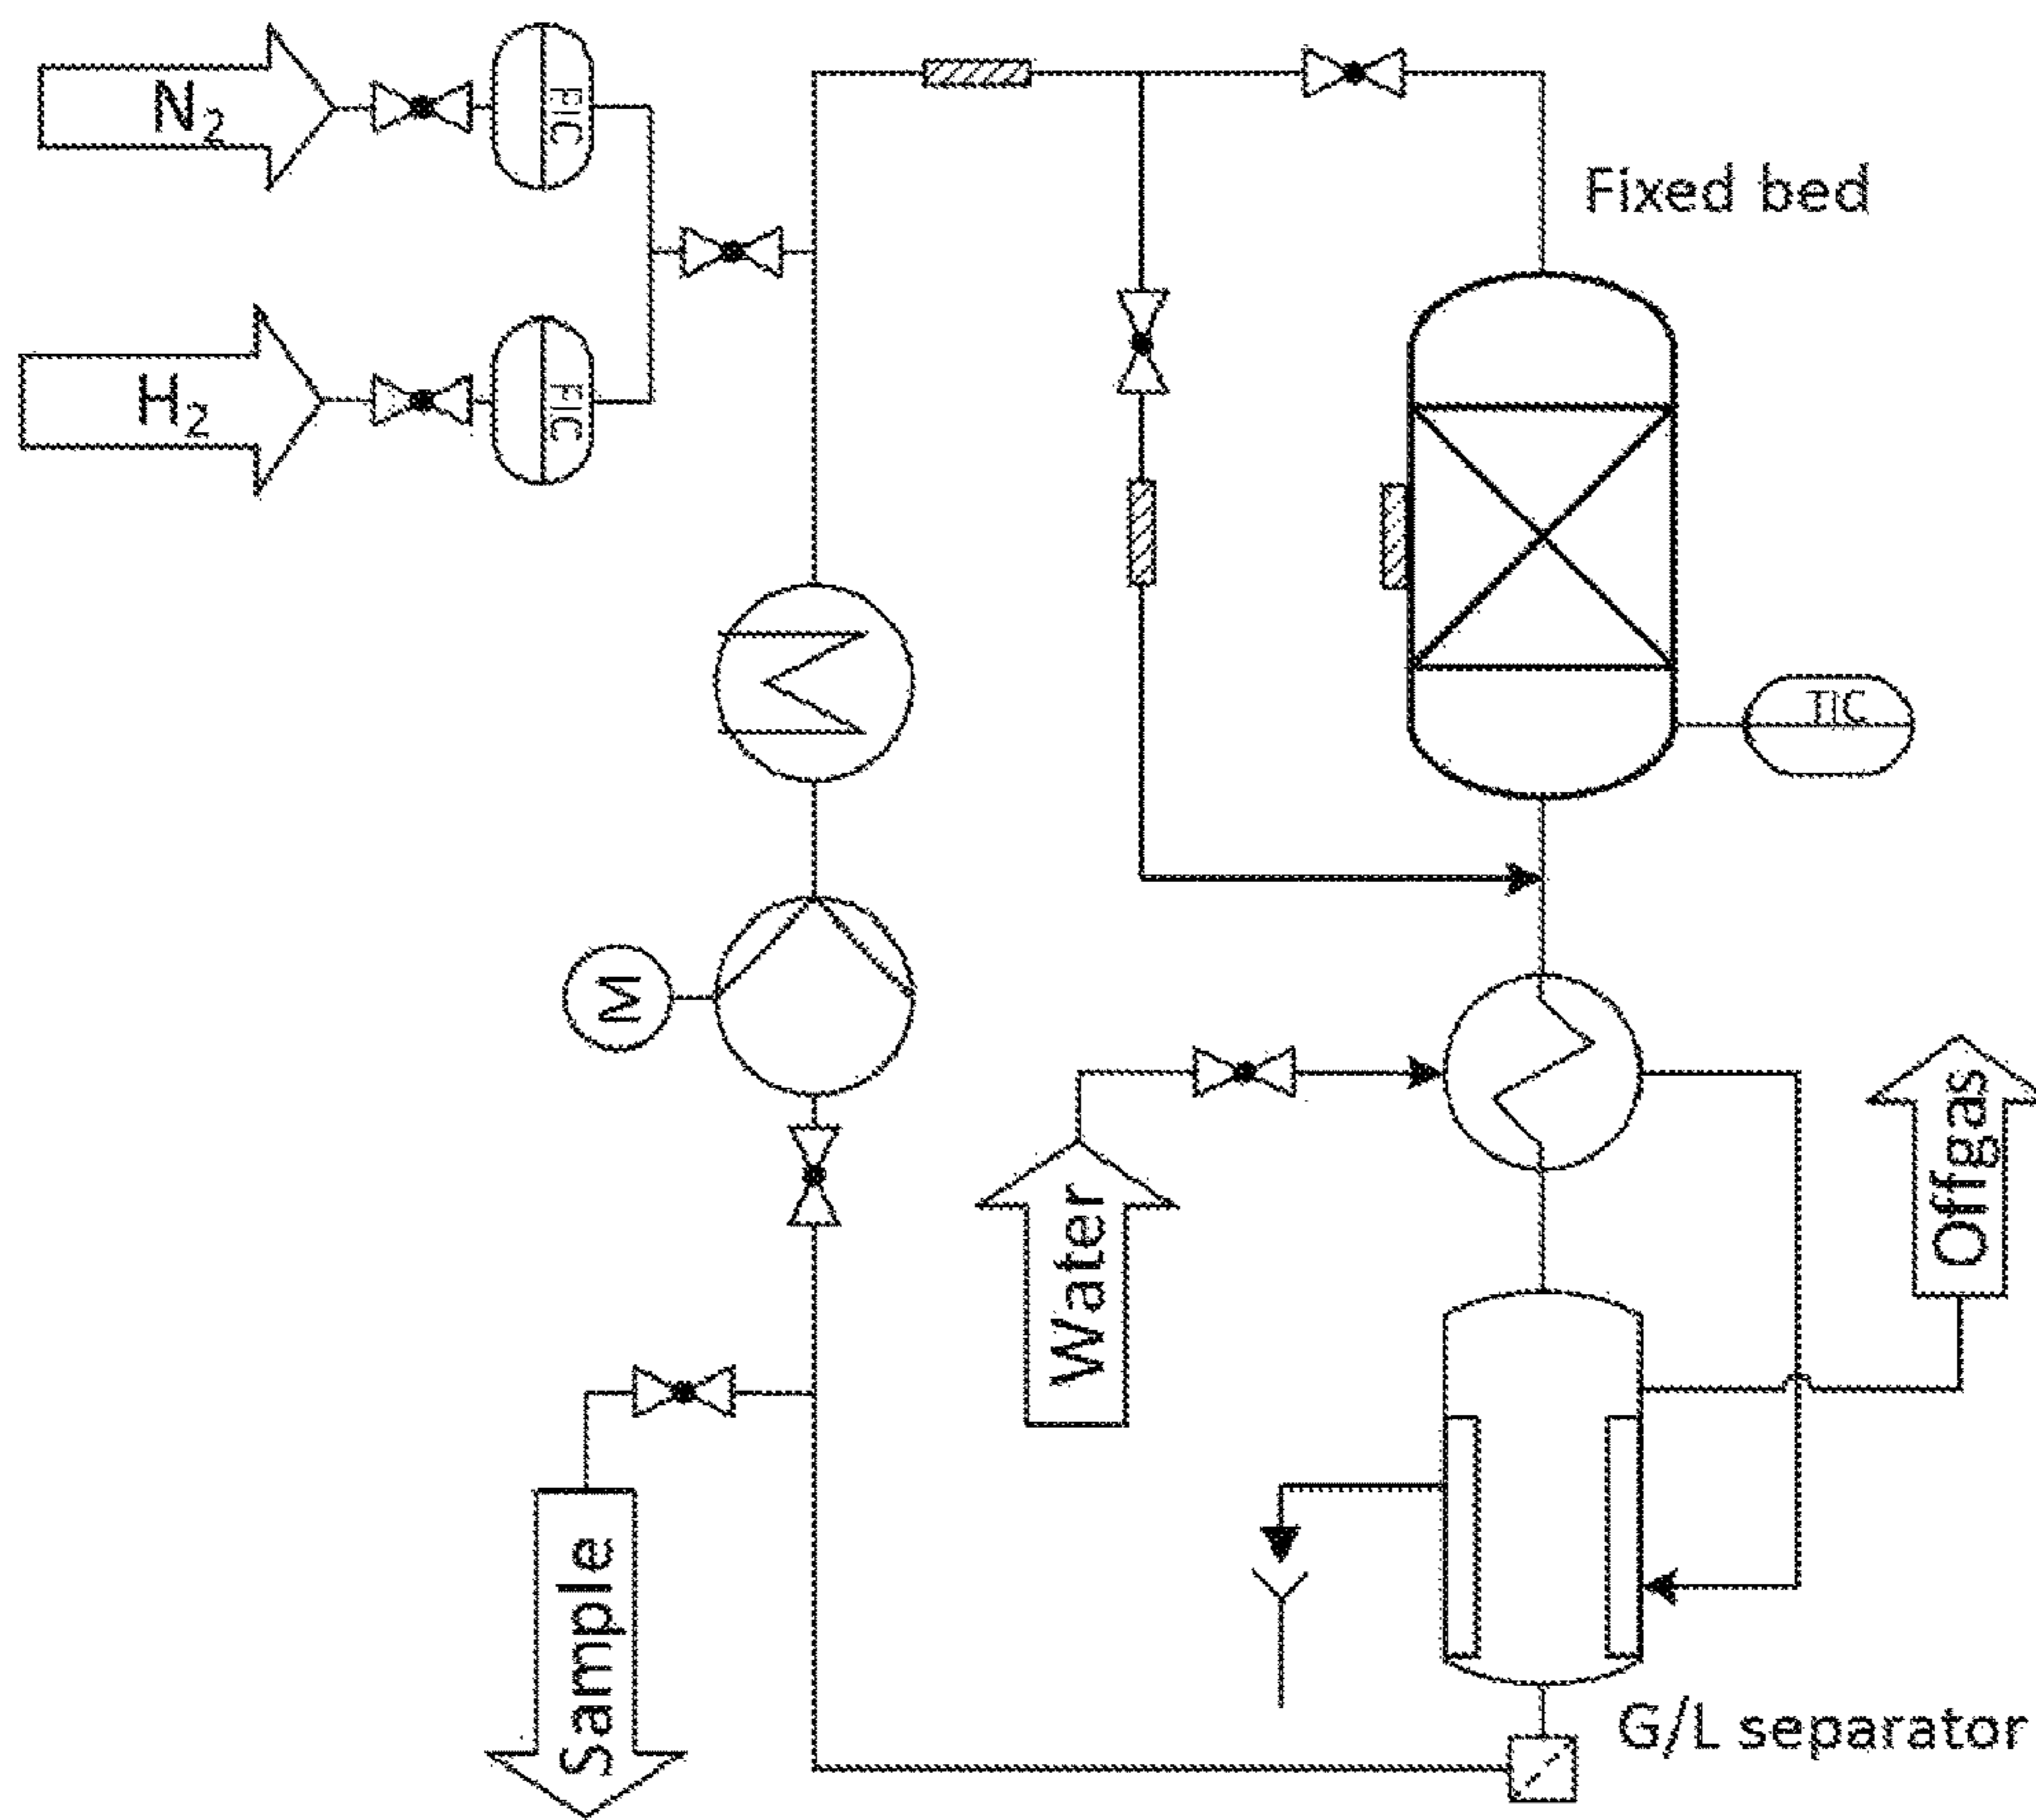 N₂
FIC
Fixed bed
H₂
FIC
TIC
M
Water
Offgas
Sample
G/L separator